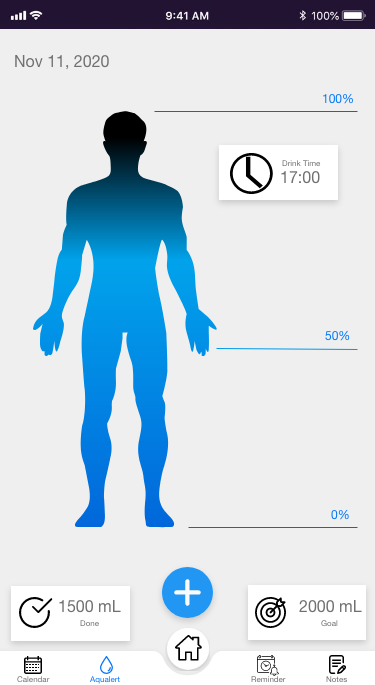 9:41 AM
100%
Nov 11, 2020
100%
Drink Time
17:00
50%
0%
1500 mL
Done
2000 mL
Goal
Calendar
Aqualert
Reminder
Notes